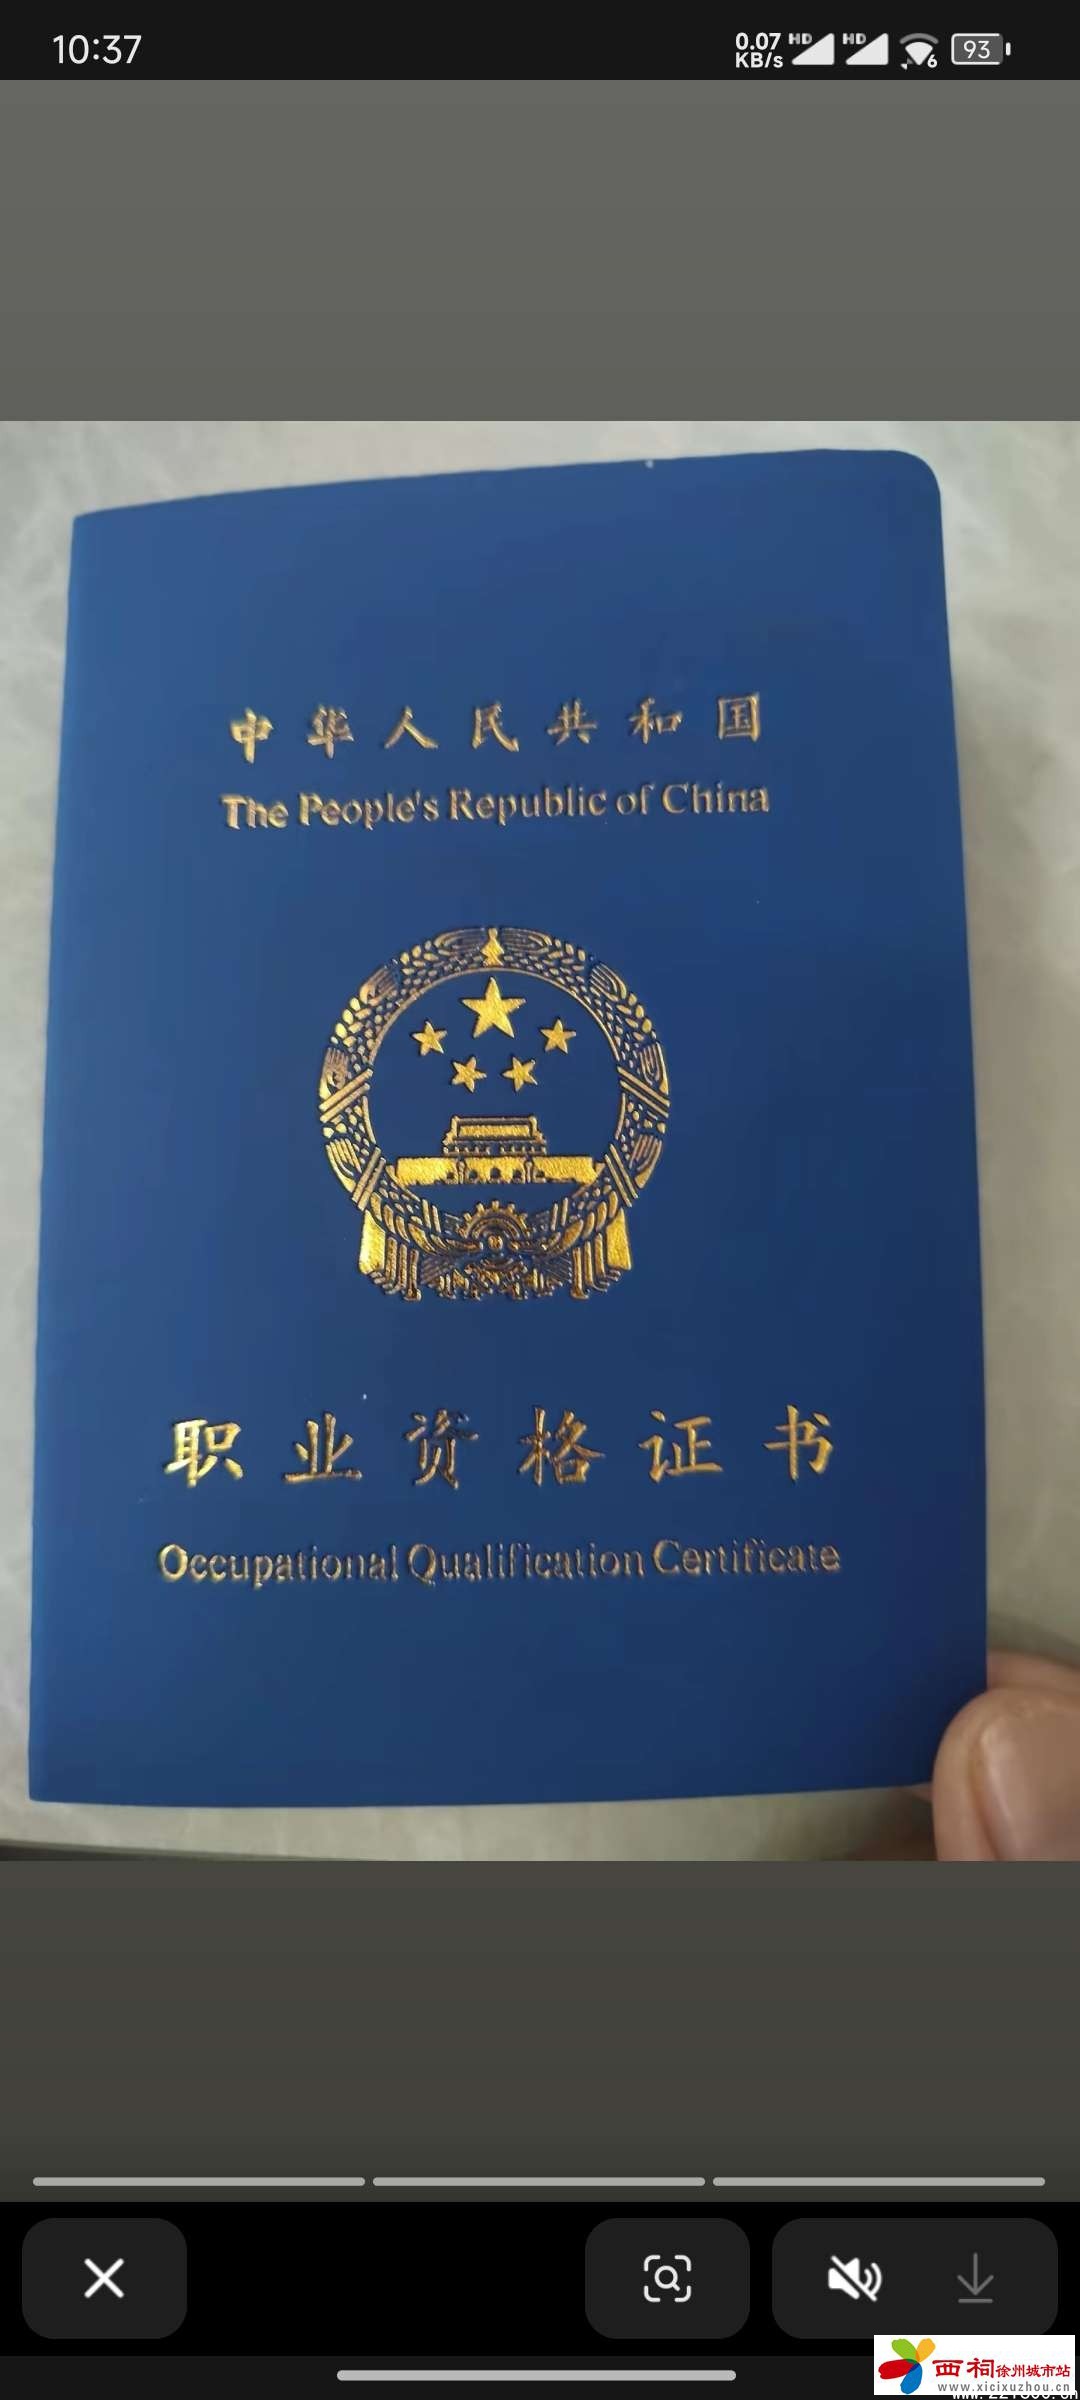 10:37
0.07 KB/s HD HD 6 93
中华人民共和国
The People's Republic of China
职业资格证书
Occupational Qualification Certificate
西祠徐州城市站
www.xicixuzhou.cn